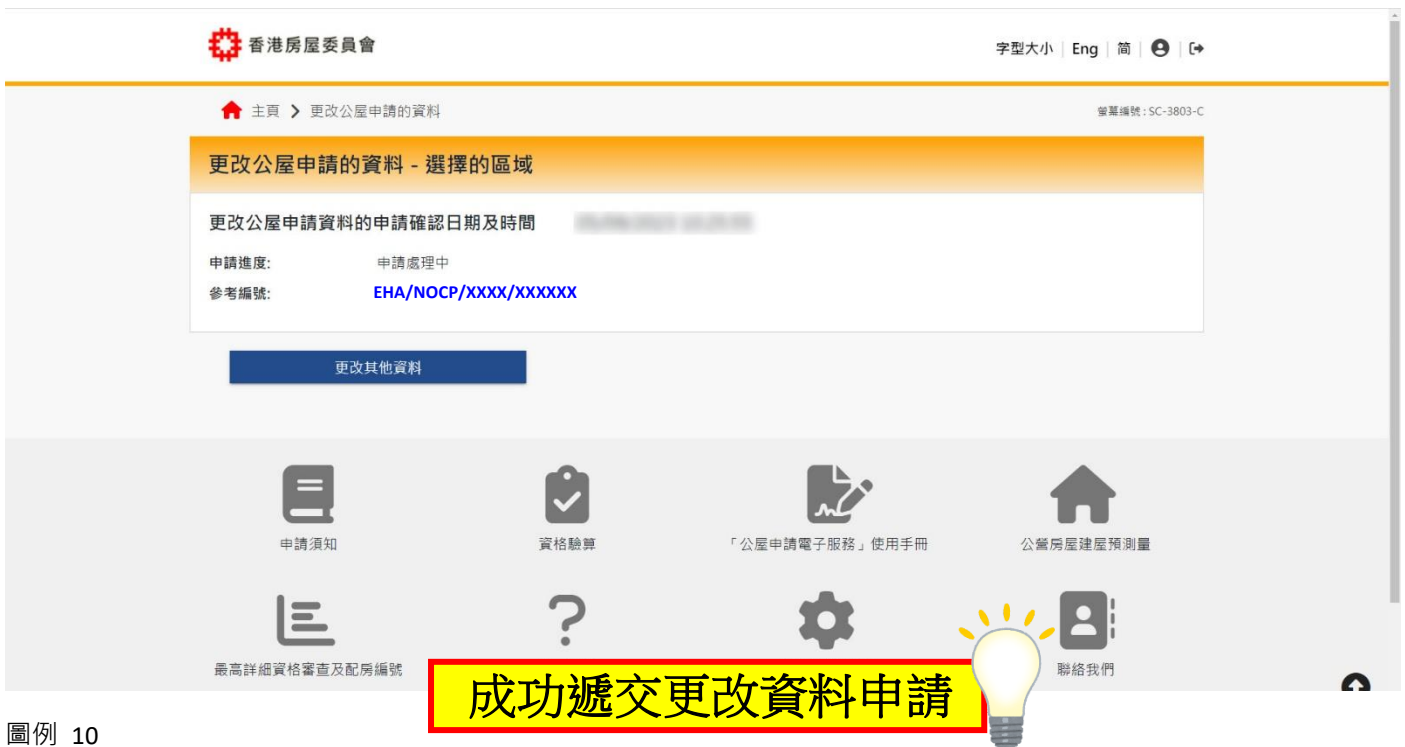 香港房屋委員會
字型大小 | Eng | 简
主頁 > 更改公屋申請的資料
螢幕編號 : SC-3803-C
更改公屋申請的資料 - 選擇的區域
更改公屋申請資料的申請確認日期及時間
申請進度: 申請處理中
參考編號: EHA/NOCP/XXXX/XXXXXX
更改其他資料
申請須知
資格驗算
「公屋申請電子服務」使用手冊
公營房屋建屋預測量
最高詳細資格審查及配房編號
聯絡我們
成功遞交更改資料申請
圖例 10